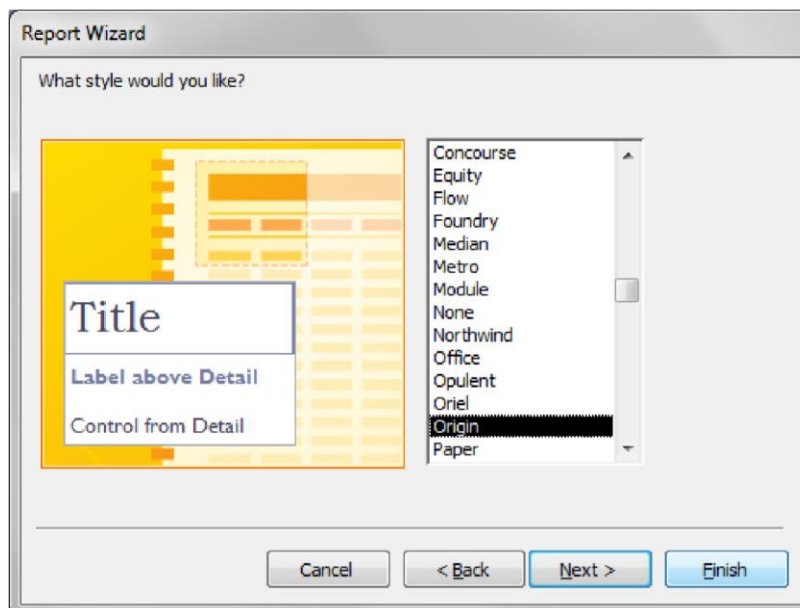 Report Wizard
What style would you like?
Title
Label above Detail
Control from Detail
Concourse
Equity
Flow
Foundry
Median
Metro
Module
None
Northwind
Office
Opulent
Oriel
Origin
Paper
Cancel
< Back
Next >
Finish